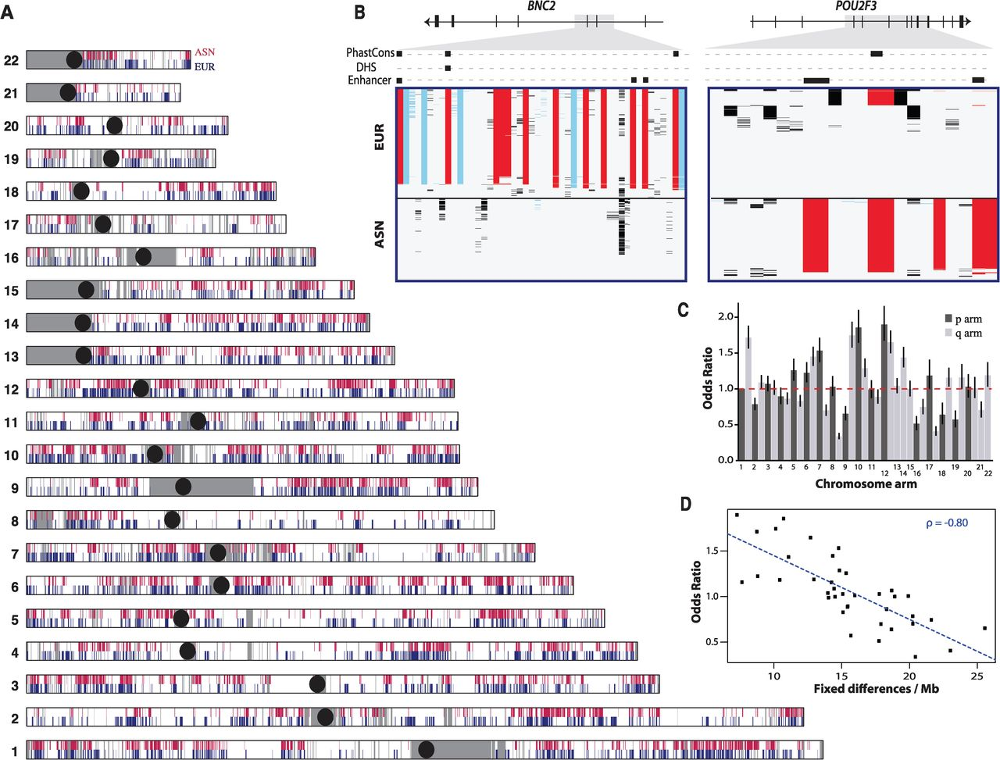 A
22
ASN
EUR
21
20
19
18
17
16
15
14
13
12
11
10
9
8
7
6
5
4
3
2
1
B
BNC2
POU2F3
PhastCons
DHS
Enhancer
EUR
ASN
C
2.0
1.5
1.0
0.5
0.0
Odds Ratio
p arm
q arm
1 2 3 4 5 6 7 8 9 10 11 12 13 14 15 16 17 18 19 20 21 22
Chromosome arm
D
ρ = -0.80
1.5
1.0
0.5
Odds Ratio
10 15 20 25
Fixed differences / Mb